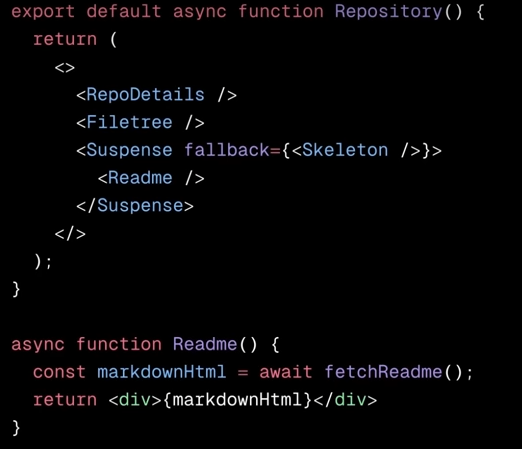 export default async function Repository() {
  return (
    <>
      <RepoDetails />
      <Filetree />
      <Suspense fallback={<Skeleton />}>
        <Readme />
      </Suspense>
    </>
  );
}

async function Readme() {
  const markdownHtml = await fetchReadme();
  return <div>{markdownHtml}</div>
}